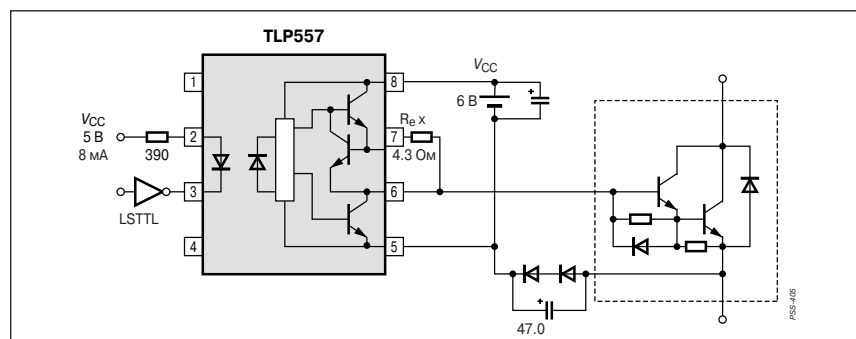 TLP557
1
8
VCC
6 В
+
VCC
5 В
8 мА
390
2
Re x
7
4.3 Ом
3
LSTTL
6
4
5
+
47.0
PSS-405